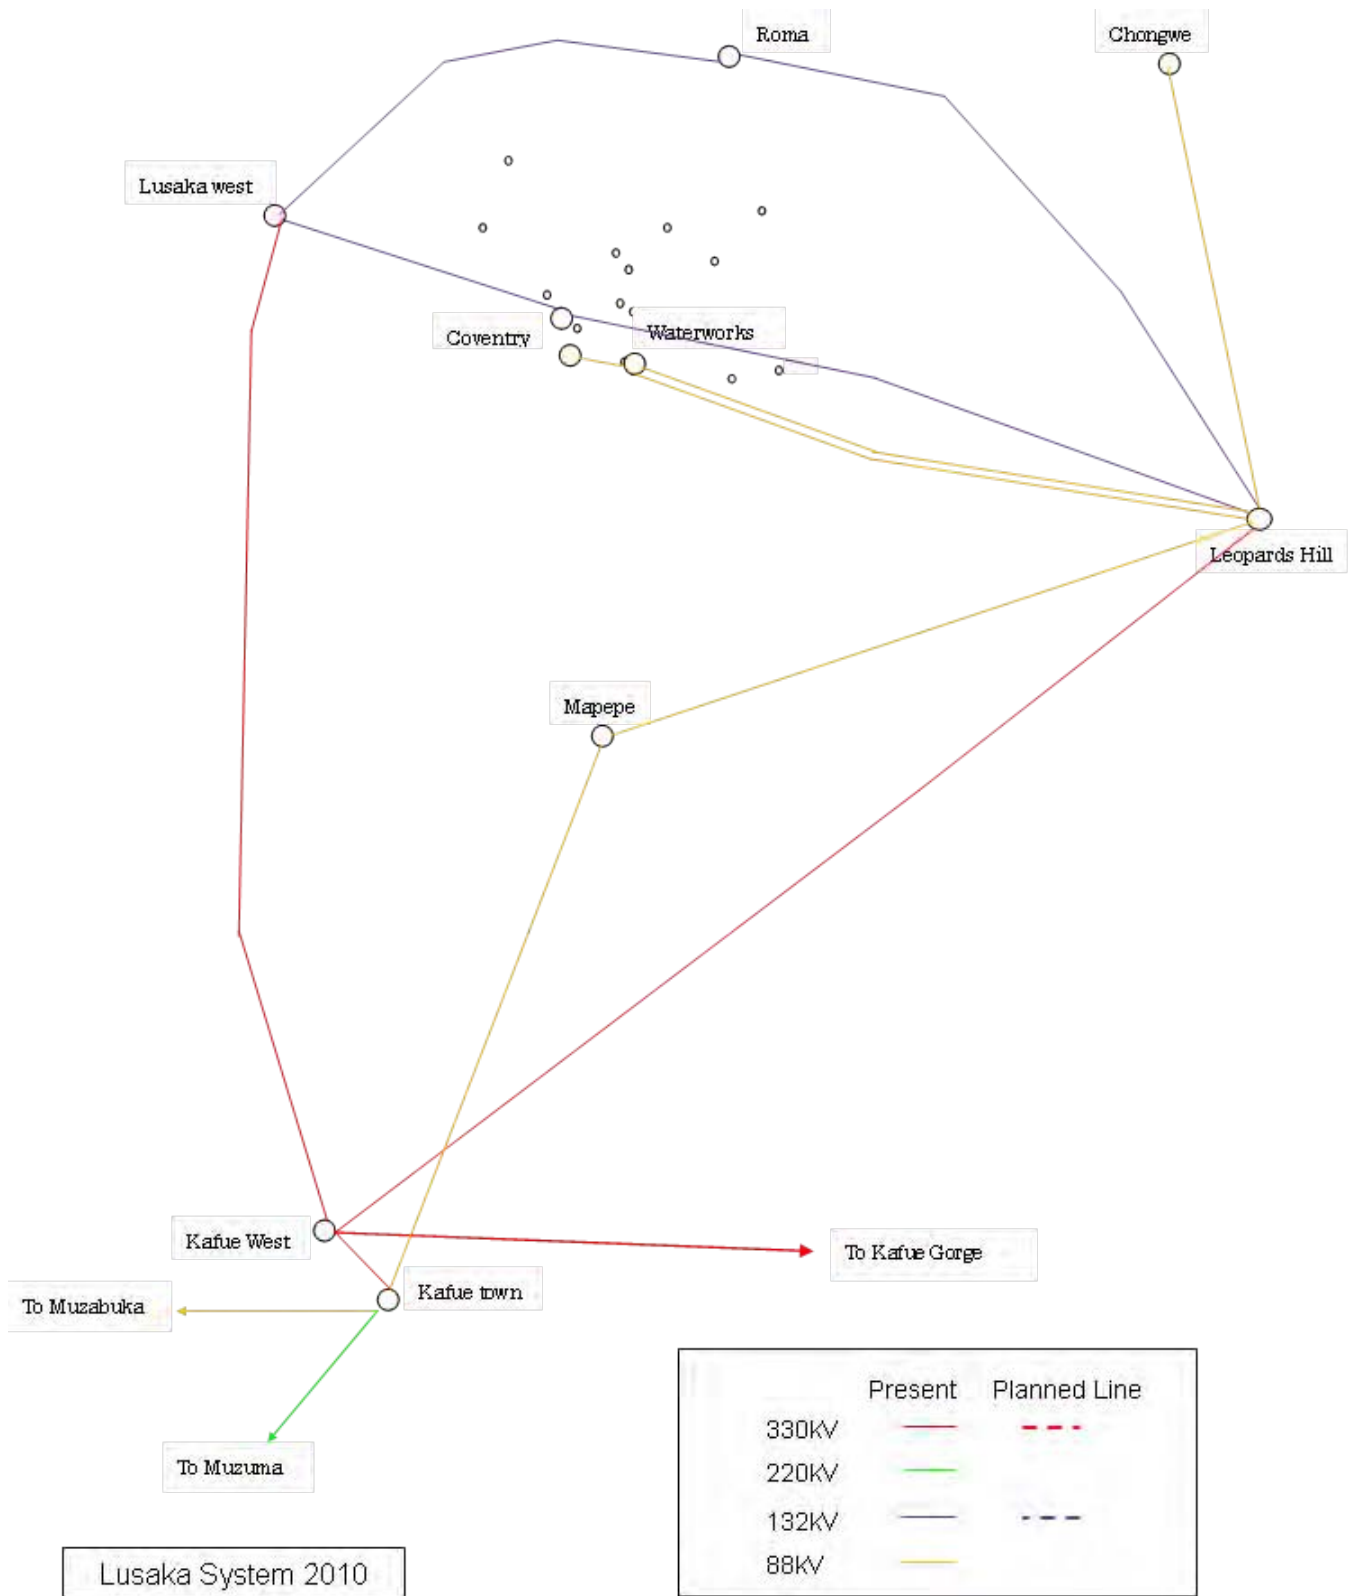 Roma
Chongwe
Lusaka west
Coventry
Waterworks
Leopards Hill
Mapepe
Kafue West
To Kafue Gorge
Kafue town
To Muzabuka
To Muzuma
Present Planned Line
330kV
220kV
132kV
88kV
Lusaka System 2010